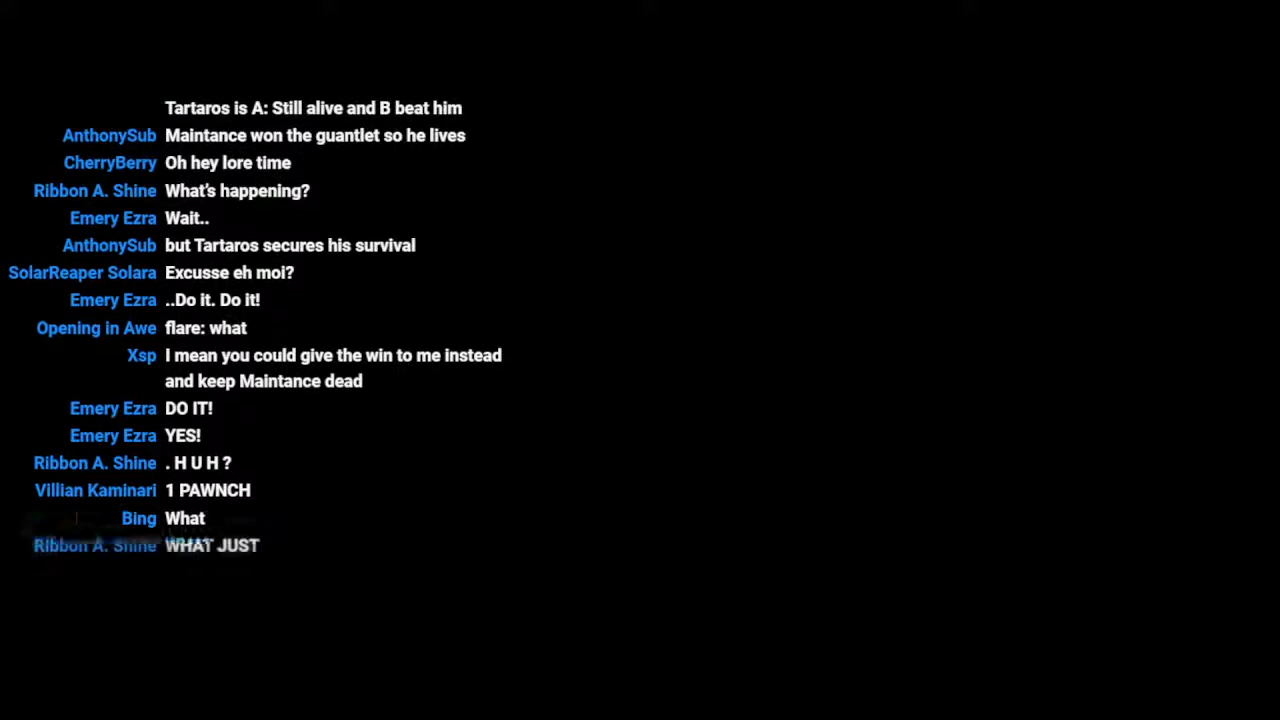 Tartaros is A: Still alive and B beat him
AnthonySub Maintance won the guantlet so he lives
CherryBerry Oh hey lore time
Ribbon A. Shine What's happening?
Emery Ezra Wait..
AnthonySub but Tartaros secures his survival
SolarReaper Solara Excusse eh moi?
Emery Ezra ..Do it. Do it!
Opening in Awe flare: what
Xsp I mean you could give the win to me instead
and keep Maintance dead
Emery Ezra DO IT!
Emery Ezra YES!
Ribbon A. Shine . H U H ?
Villian Kaminari 1 PAWNCH
Bing What
Ribbon A. Shine WHAT JUST